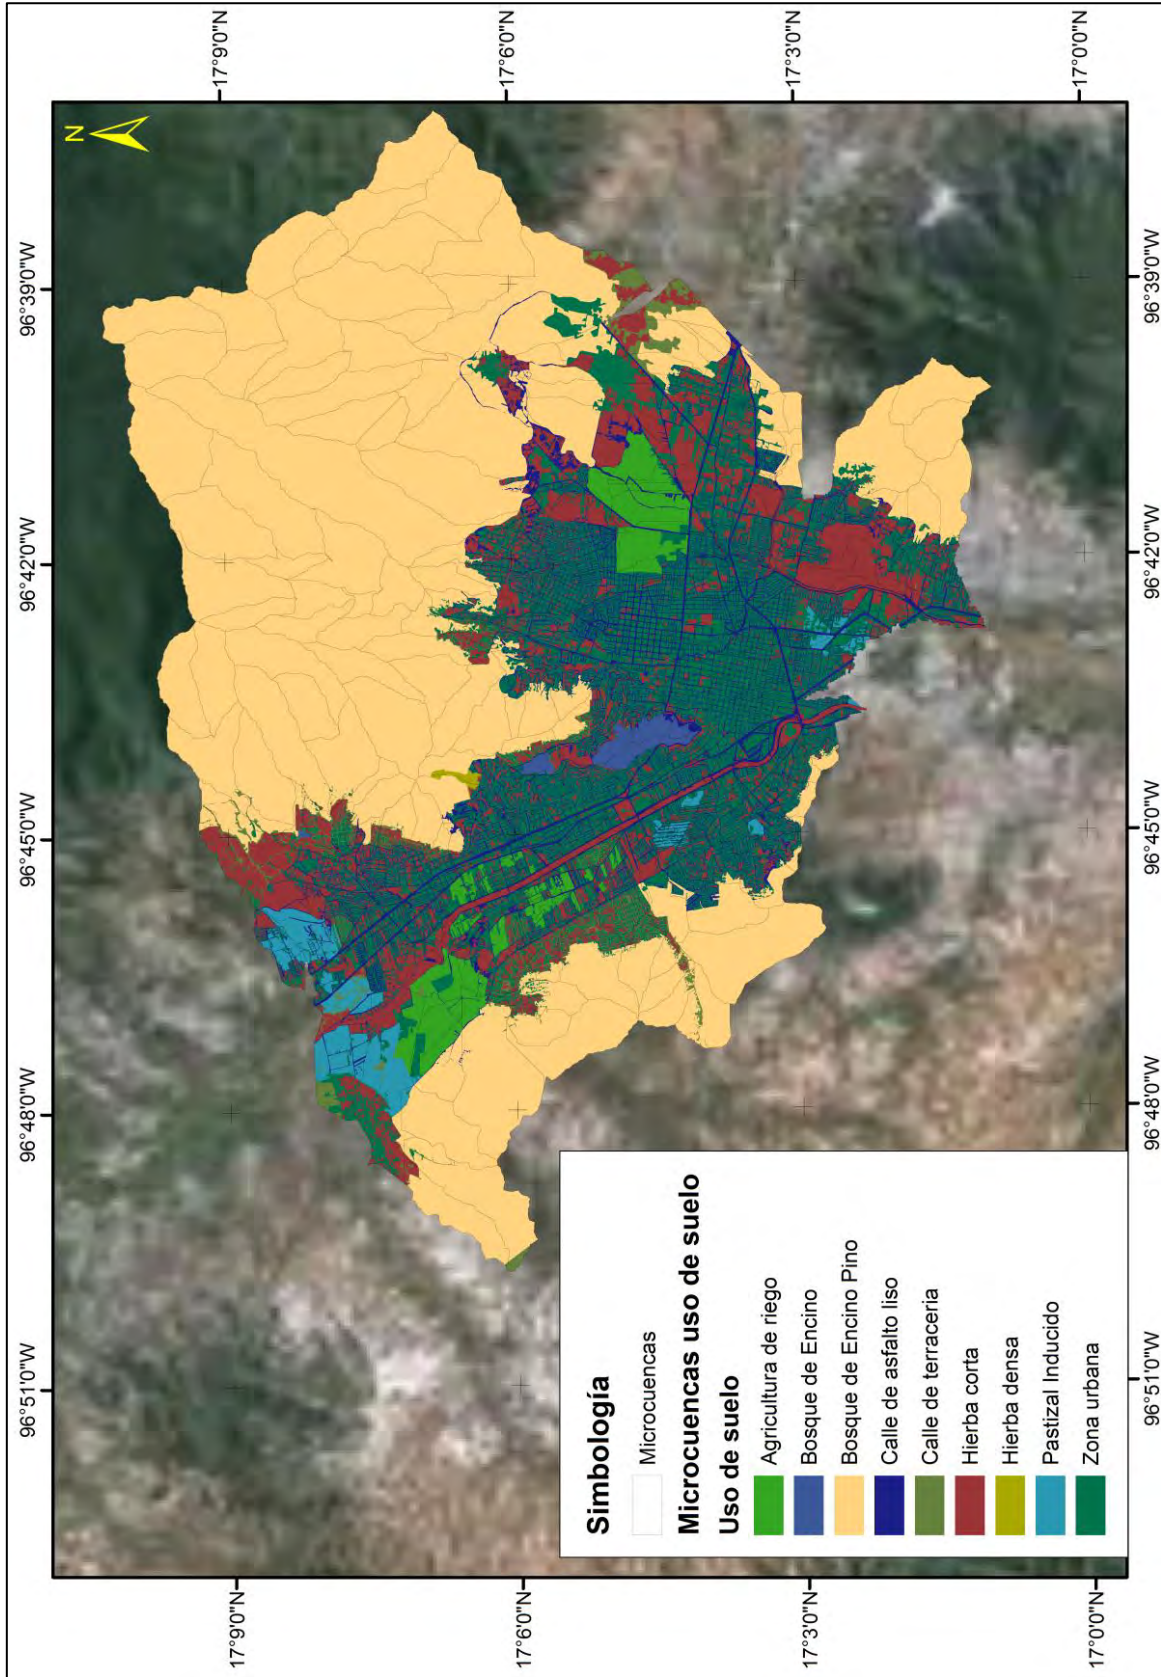 96°51'0"W
96°48'0"W
96°45'0"W
96°42'0"W
96°39'0"W
N
17°9'0"N
17°9'0"N
17°6'0"N
17°6'0"N
17°3'0"N
17°3'0"N
17°0'0"N
17°0'0"N
Simbología
Microcuencas
Microcuencas uso de suelo
Uso de suelo
Agricultura de riego
Bosque de Encino
Bosque de Encino Pino
Calle de asfalto liso
Calle de terraceria
Hierba corta
Hierba densa
Pastizal Inducido
Zona urbana
96°51'0"W
96°48'0"W
96°45'0"W
96°42'0"W
96°39'0"W